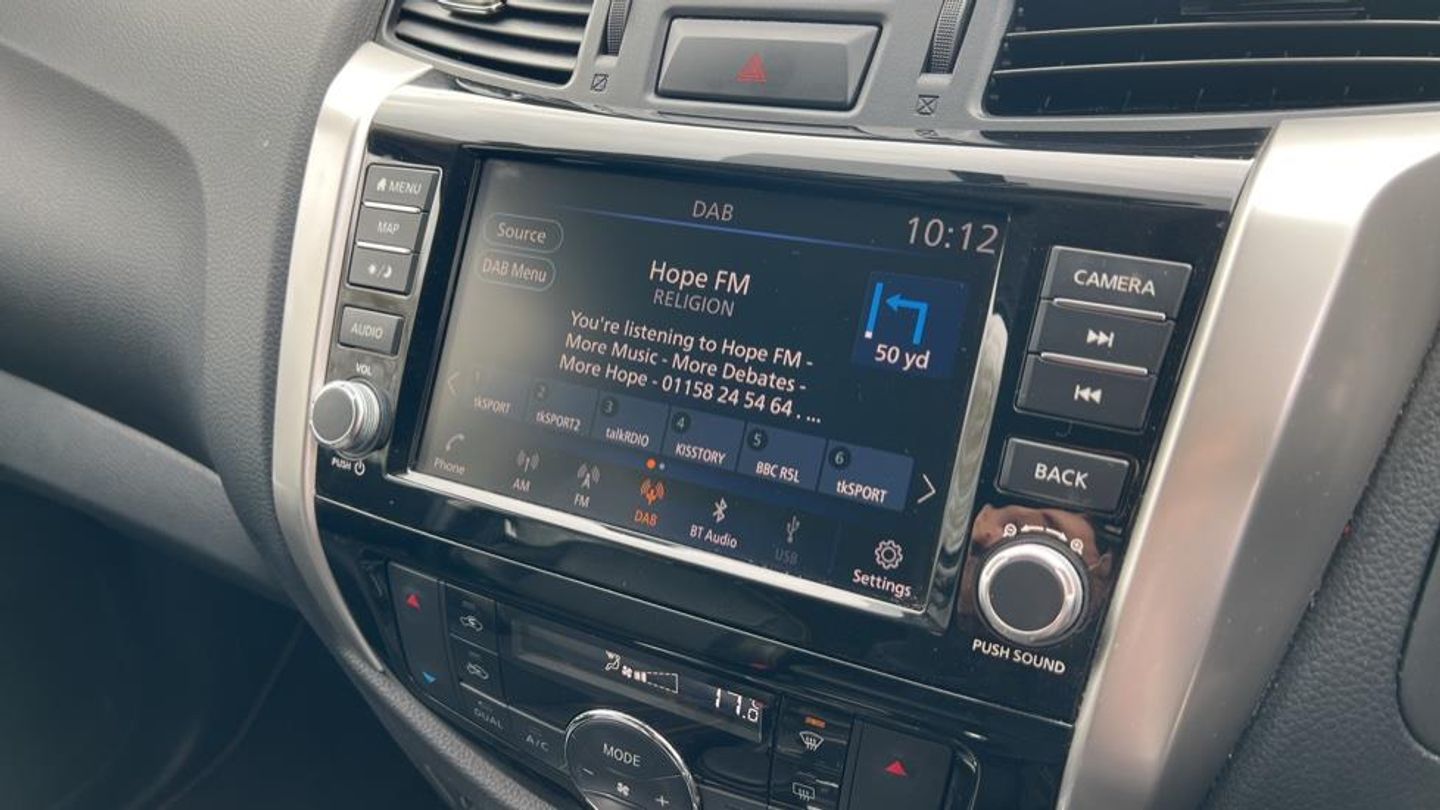 MENU
MAP
AUDIO
VOL
PUSH
DAB
10:12
Source
DAB Menu
Hope FM
RELIGION
You're listening to Hope FM -
More Music - More Debates -
More Hope - 01158 24 54 64 . ...
50 yd
1 tkSPORT
2 tkSPORT2
3 talkRDIO
4 KISSTORY
5 BBC R5L
6 tkSPORT
Phone
AM
FM
DAB
BT Audio
USB
Settings
CAMERA
BACK
PUSH SOUND
17.0
°C
DUAL
A/C
MODE